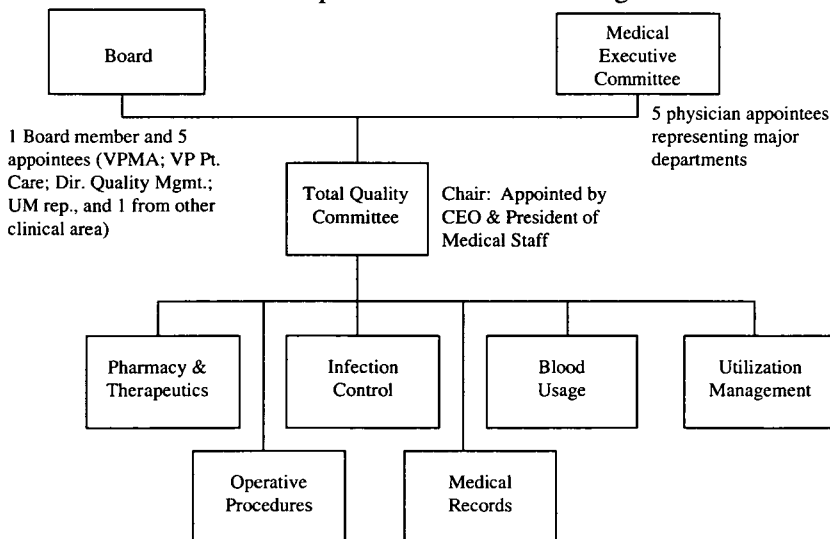 Board
Medical
Executive
Committee
1 Board member and 5
appointees (VPMA; VP Pt.
Care; Dir. Quality Mgmt.;
UM rep., and 1 from other
clinical area)
5 physician appointees
representing major
departments
Total Quality
Committee
Chair: Appointed by
CEO & President of
Medical Staff
Pharmacy &
Therapeutics
Infection
Control
Blood
Usage
Utilization
Management
Operative
Procedures
Medical
Records